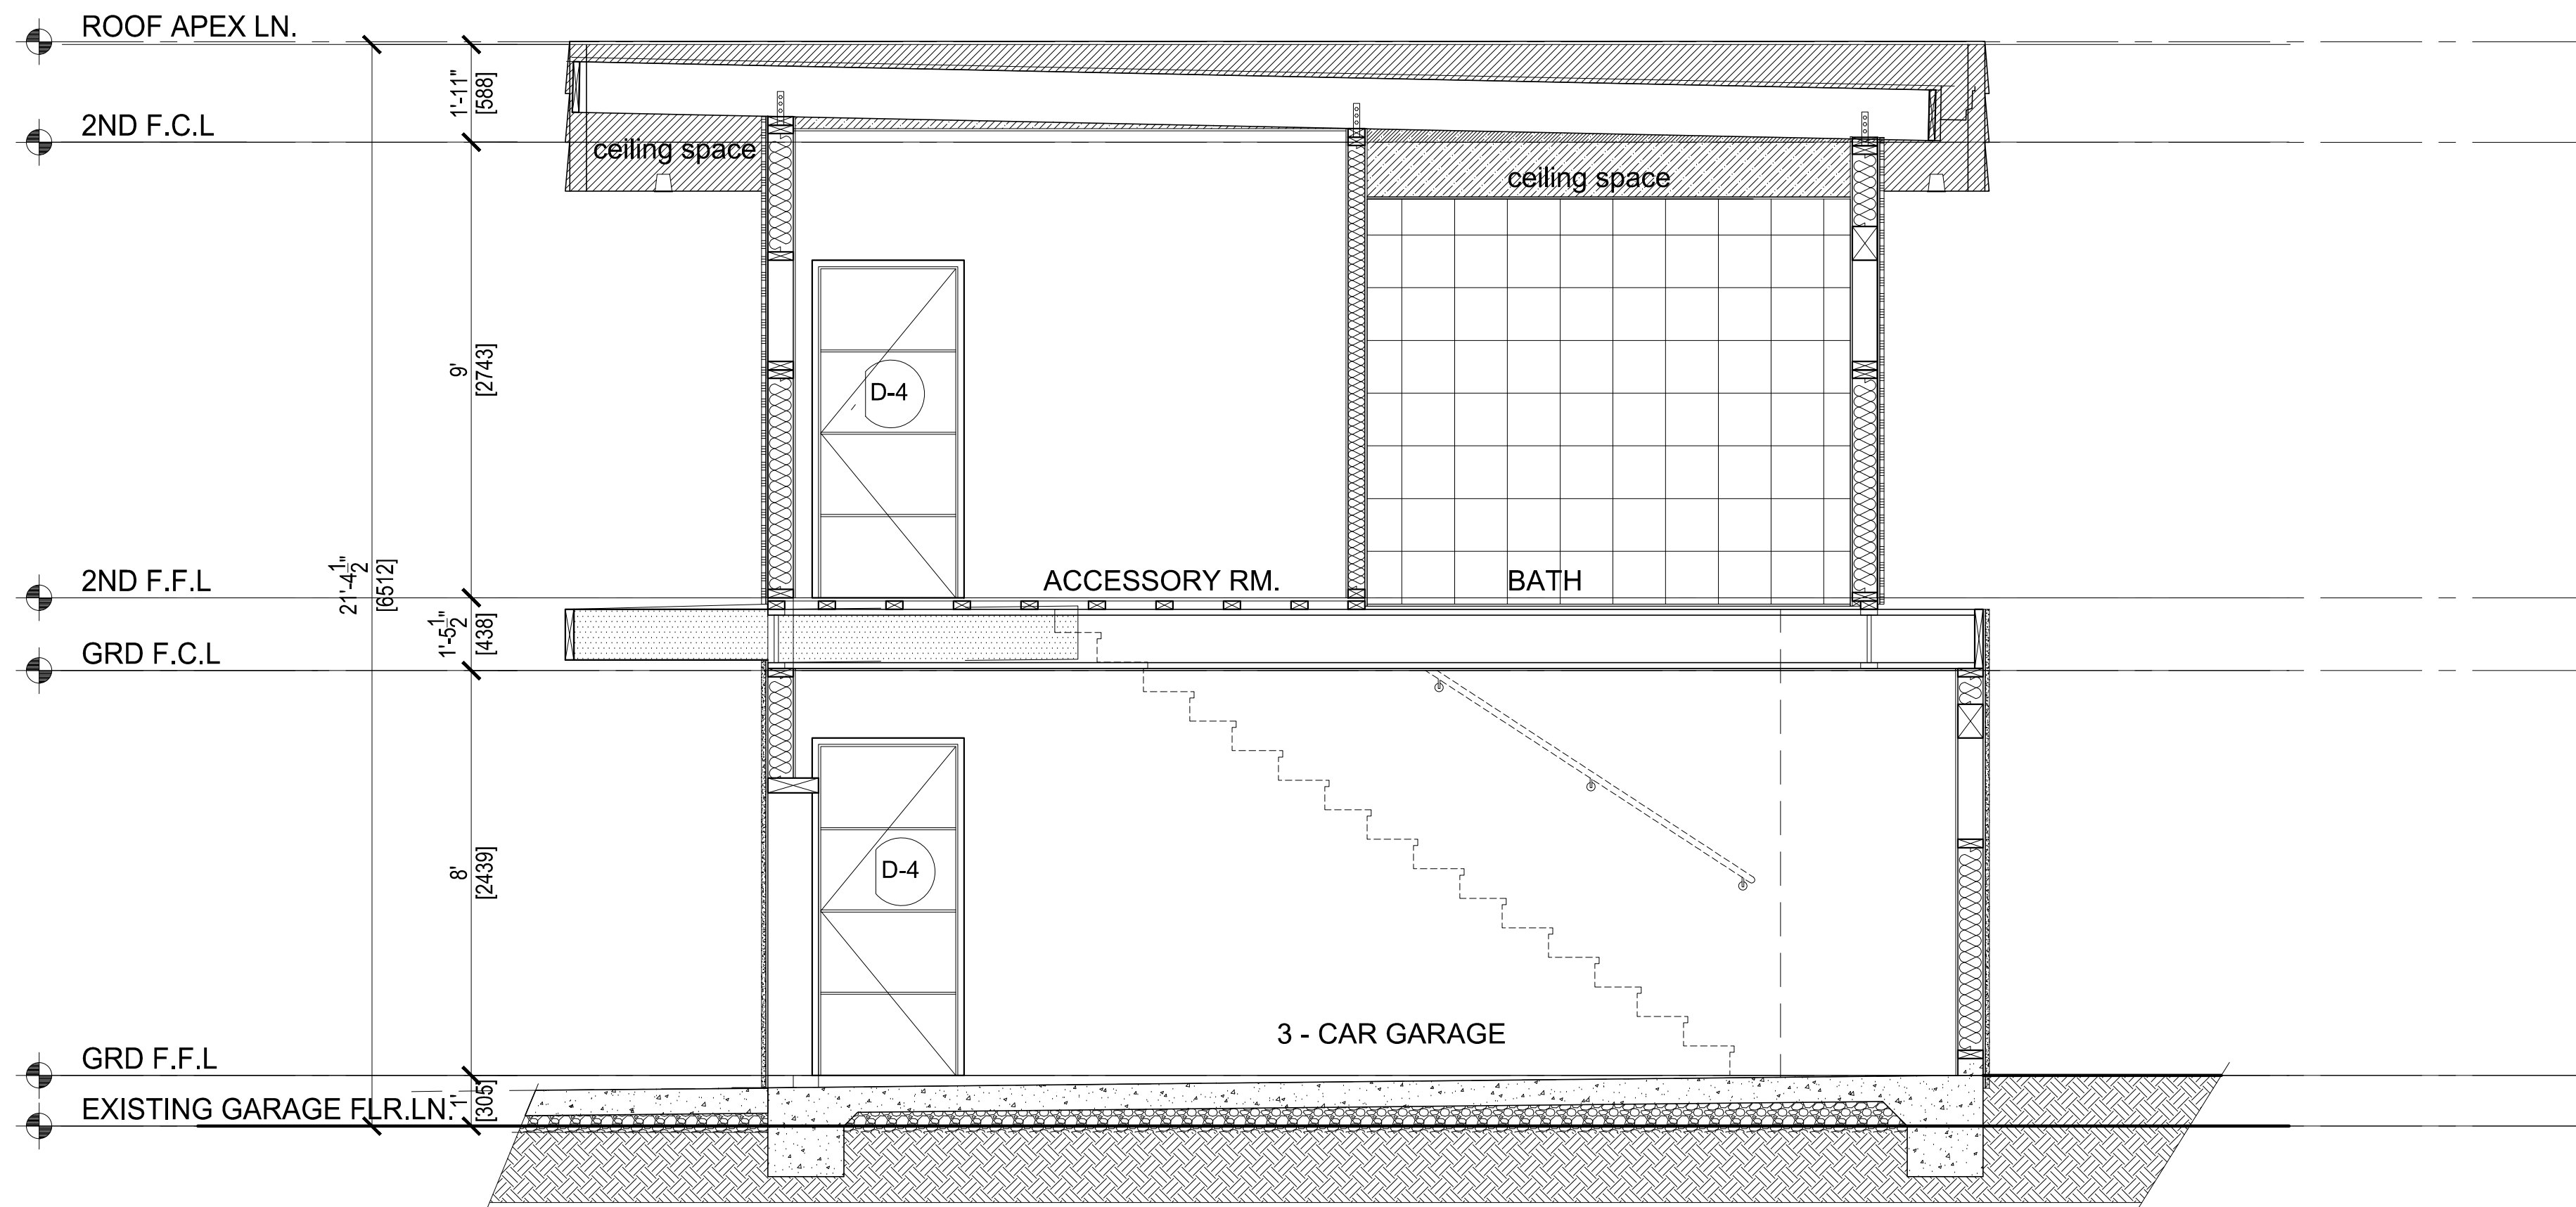 ROOF APEX LN.
1'-11"
[588]
2ND F.C.L
ceiling space
ceiling space
9'
[2743]
D-4
2ND F.F.L
ACCESSORY RM.
BATH
21'-4 1/2"
[6512]
1'-5 1/2"
[438]
GRD F.C.L
8'
[2439]
D-4
3 - CAR GARAGE
GRD F.F.L
1'
[305]
EXISTING GARAGE FLR.LN.